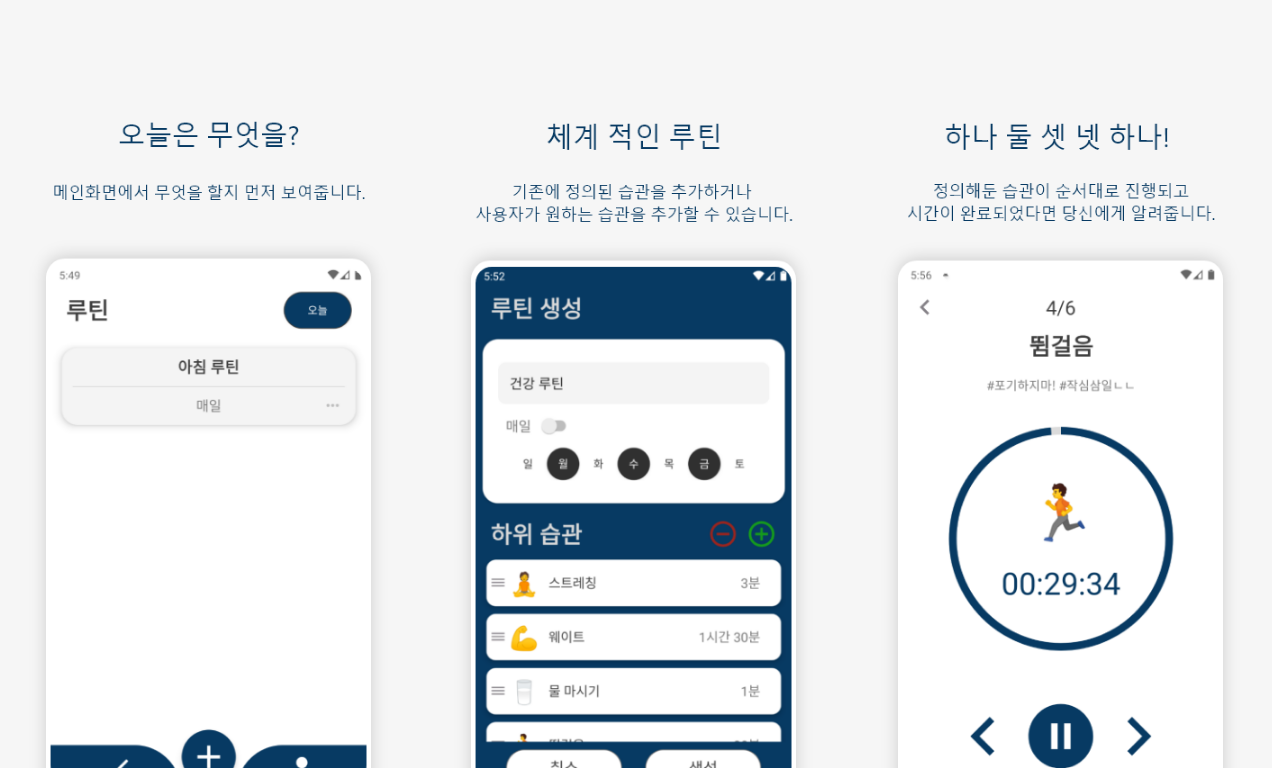 오늘은 무엇을?
메인화면에서 무엇을 할지 먼저 보여줍니다.
5:49
루틴
오늘
아침 루틴
매일
체계 적인 루틴
기존에 정의된 습관을 추가하거나
사용자가 원하는 습관을 추가할 수 있습니다.
5:52
루틴 생성
건강 루틴
매일
일 월 화 수 목 금 토
하위 습관
스트레칭 3분
웨이트 1시간 30분
물 마시기 1분
하나 둘 셋 넷 하나!
정의해둔 습관이 순서대로 진행되고
시간이 완료되었다면 당신에게 알려줍니다.
5:56
4/6
뜀걸음
#포기하지마! #작심삼일ㄴㄴ
00:29:34